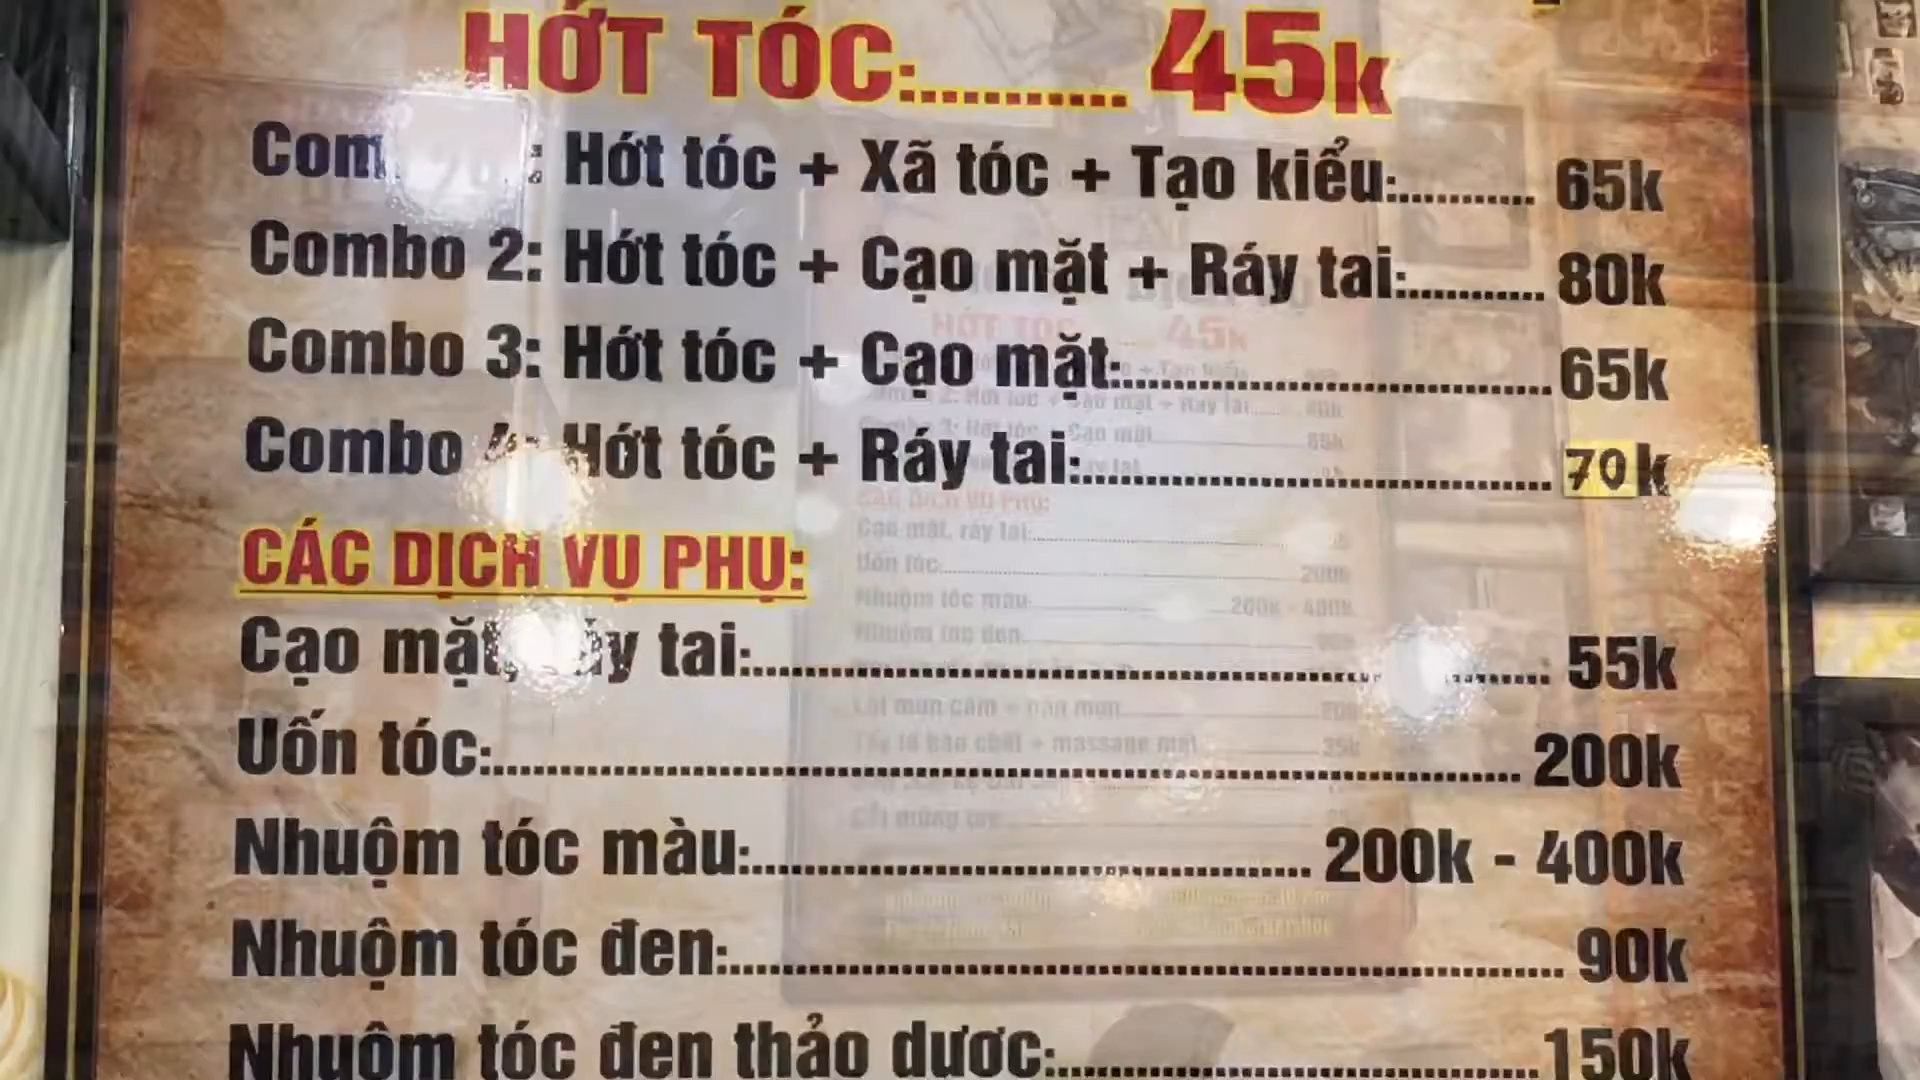 HỚT TÓC:........... 45k
Hớt tóc + Xã tóc + Tạo kiểu:........... 65k
Combo 2: Hớt tóc + Cạo mặt + Ráy tai:........... 80k
Combo 3: Hớt tóc + Cạo mặt:........... 65k
Combo 4: Hớt tóc + Ráy tai:........... 70k
CÁC DỊCH VỤ PHỤ:
Cạo mặt, ráy tai:........... 55k
Uốn tóc:........... 200k
Nhuộm tóc màu:........... 200k - 400k
Nhuộm tóc đen:........... 90k
Nhuộm tóc đen thảo dược:........... 150k